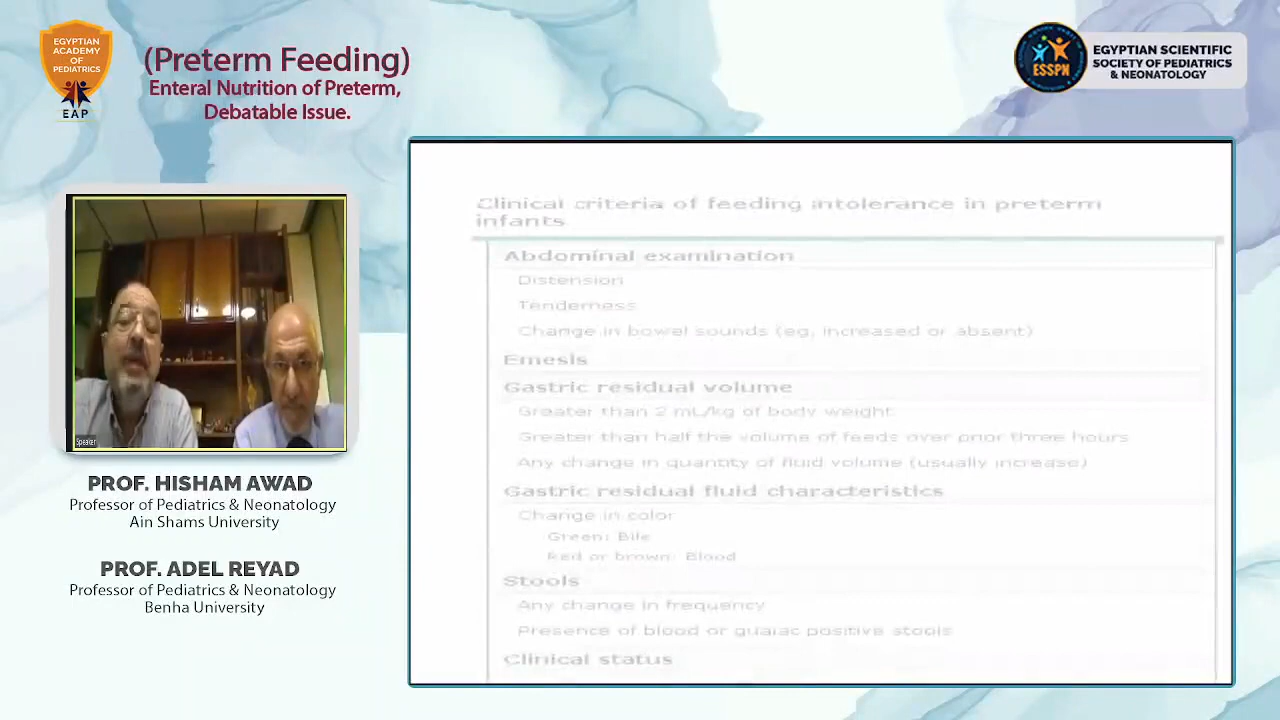 EGYPTIAN
ACADEMY
OF
PEDIATRICS
EAP
(Preterm Feeding)
Enteral Nutrition of Preterm,
Debatable Issue.
ESSPN
EGYPTIAN SCIENTIFIC
SOCIETY OF PEDIATRICS
& NEONATOLOGY
Speaker
PROF. HISHAM AWAD
Professor of Pediatrics & Neonatology
Ain Shams University
PROF. ADEL REYAD
Professor of Pediatrics & Neonatology
Benha University
Clinical criteria of feeding intolerance in preterm
infants
Abdominal examination
Distension
Tenderness
Change in bowel sounds (eg, increased or absent)
Emesis
Gastric residual volume
Greater than 2 mL/kg of body weight
Greater than half the volume of feeds over prior three hours
Any change in quantity of fluid volume (usually increase)
Gastric residual fluid characteristics
Change in color
Green: Bile
Red or brown: Blood
Stools
Any change in frequency
Presence of blood or guaiac positive stools
Clinical status